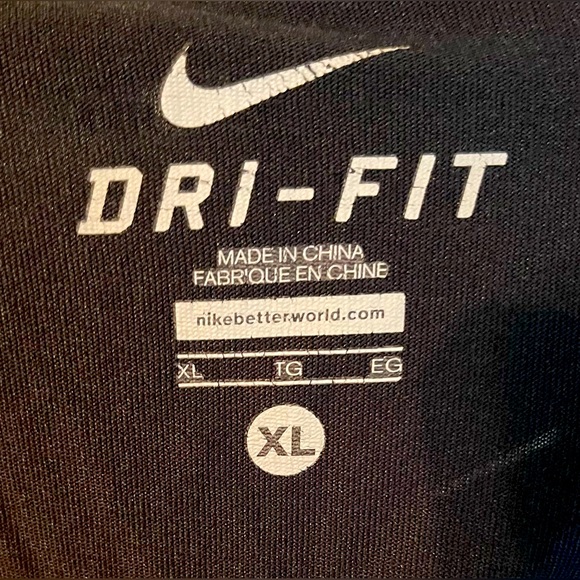 DRI-FIT
MADE IN CHINA
FABR'QUE EN CHINE
nikebetterworld.com
XL TG EG
XL